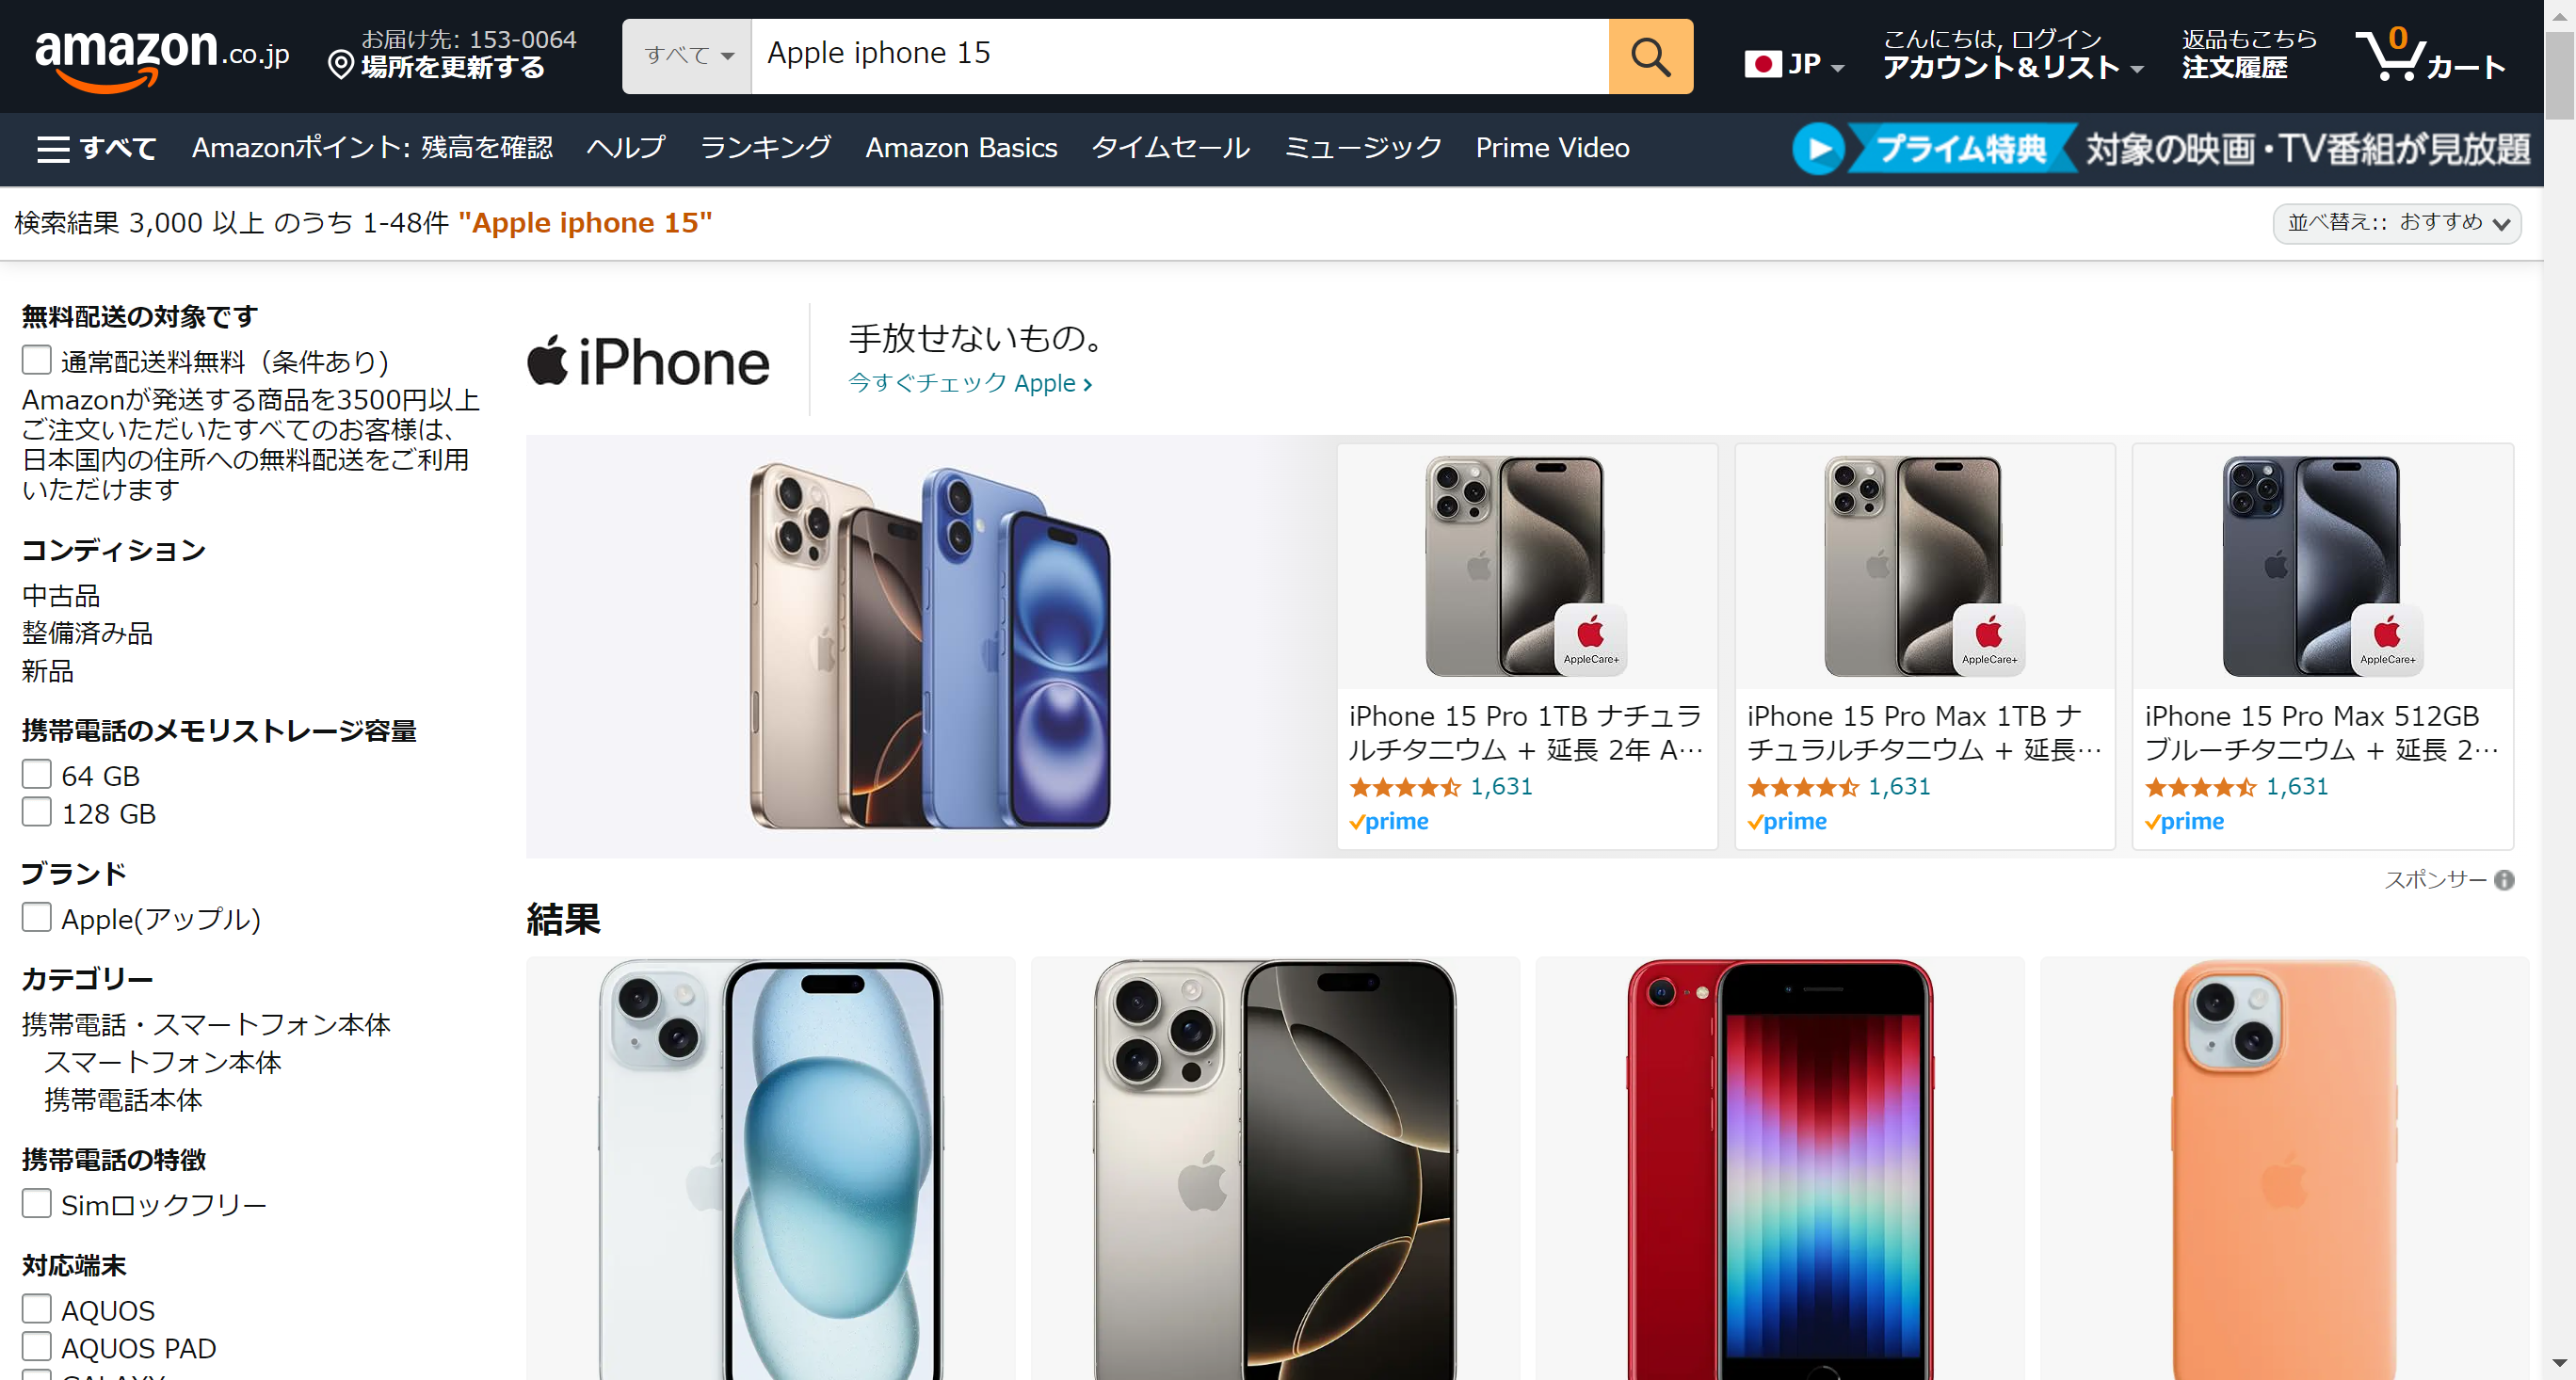 amazon.co.jp
お届け先: 153-0064
場所を更新する
すべて
Apple iphone 15
JP
こんにちは, ログイン
アカウント＆リスト
返品もこちら
注文履歴
0
カート
すべて
Amazonポイント: 残高を確認
ヘルプ
ランキング
Amazon Basics
タイムセール
ミュージック
Prime Video
プライム特典
対象の映画・TV番組が見放題
検索結果 3,000 以上 のうち 1-48件 "Apple iphone 15"
並べ替え:: おすすめ
無料配送の対象です
通常配送料無料（条件あり)
Amazonが発送する商品を3500円以上
ご注文いただいたすべてのお客様は、
日本国内の住所への無料配送をご利用
いただけます
コンディション
中古品
整備済み品
新品
携帯電話のメモリストレージ容量
64 GB
128 GB
ブランド
Apple(アップル)
カテゴリー
携帯電話・スマートフォン本体
スマートフォン本体
携帯電話本体
携帯電話の特徴
Simロックフリー
対応端末
AQUOS
AQUOS PAD
GALAXY
iPhone
手放せないもの。
今すぐチェック Apple ›
AppleCare+
iPhone 15 Pro 1TB ナチュラ
ルチタニウム + 延長 2年 A…
1,631
prime
AppleCare+
iPhone 15 Pro Max 1TB ナ
チュラルチタニウム + 延長…
1,631
prime
AppleCare+
iPhone 15 Pro Max 512GB
ブルーチタニウム + 延長 2…
1,631
prime
スポンサー
結果